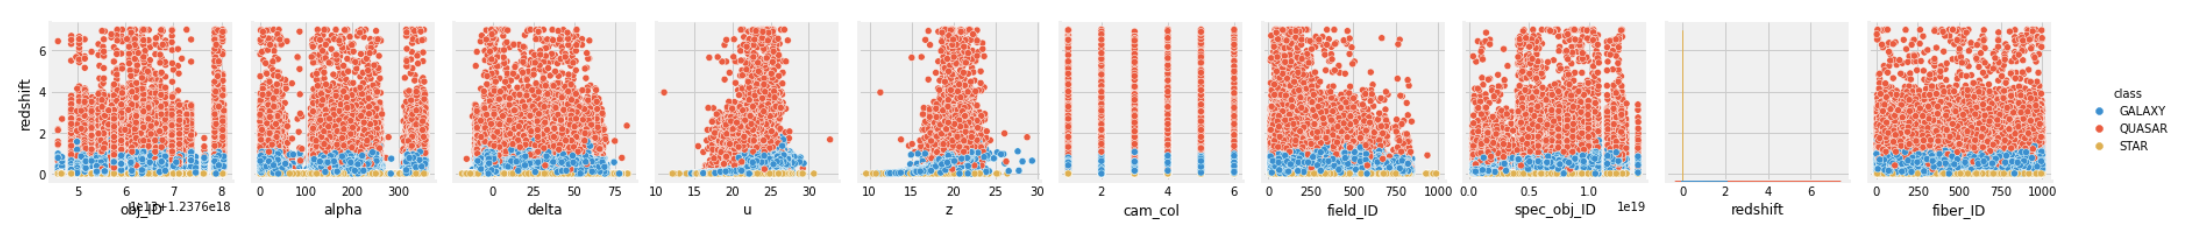 redshift
6
4
2
0
5 6 7 8
1e13+1.2376e18
obj_ID
0 100 200 300
alpha
0 25 50 75
delta
10 15 20 25 30
u
10 15 20 25 30
z
2 4 6
cam_col
0 250 500 750 1000
field_ID
0.0 0.5 1.0
1e19
spec_obj_ID
0 2 4 6
redshift
0 250 500 750 1000
fiber_ID
class
GALAXY
QUASAR
STAR